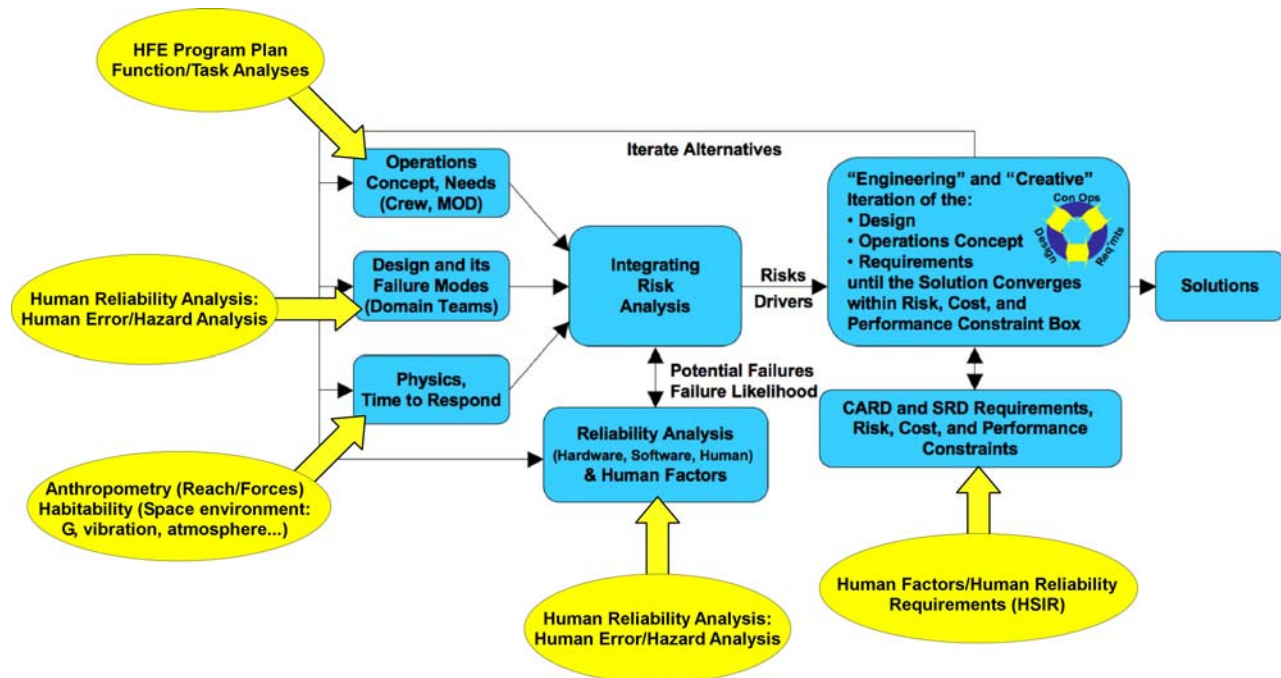 HFE Program Plan
Function/Task Analyses
Iterate Alternatives
Operations
Concept, Needs
(Crew, MOD)
"Engineering" and "Creative"
Iteration of the:
• Design
• Operations Concept
• Requirements
until the Solution Converges
within Risk, Cost, and
Performance Constraint Box
Con Ops
Design
Req'mts
Human Reliability Analysis:
Human Error/Hazard Analysis
Design and its
Failure Modes
(Domain Teams)
Integrating
Risk
Analysis
Risks
Drivers
Solutions
Physics,
Time to Respond
Potential Failures
Failure Likelihood
CARD and SRD Requirements,
Risk, Cost, and Performance
Constraints
Reliability Analysis
(Hardware, Software, Human)
& Human Factors
Anthropometry (Reach/Forces)
Habitability (Space environment:
G, vibration, atmosphere...)
Human Reliability Analysis:
Human Error/Hazard Analysis
Human Factors/Human Reliability
Requirements (HSIR)